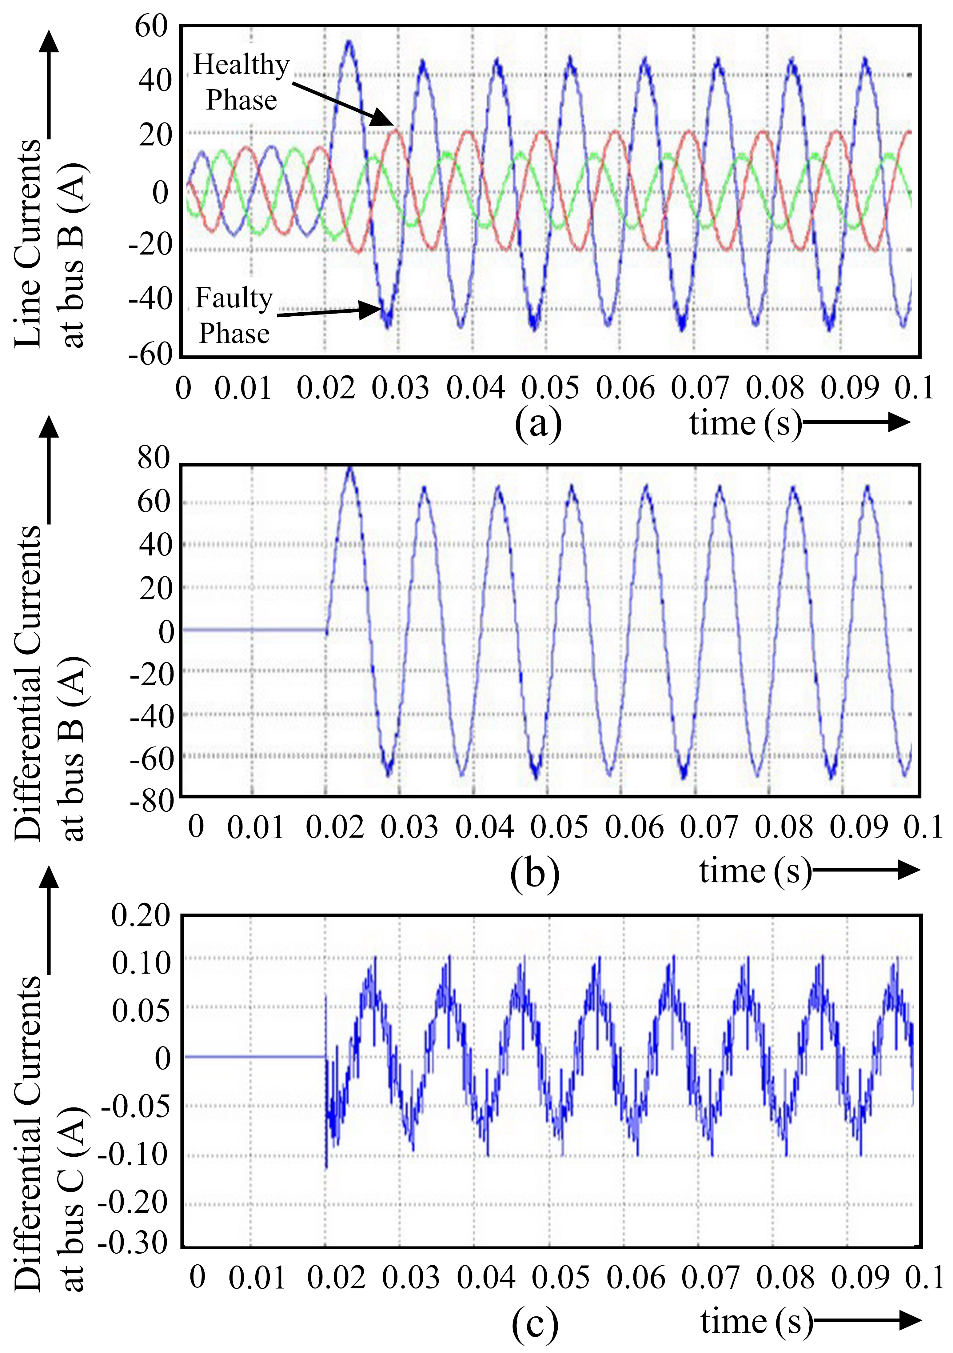 Line Currents
at bus B (A)
60
40
20
0
-20
-40
-60
Healthy
Phase
Faulty
Phase
0 0.01 0.02 0.03 0.04 0.05 0.06 0.07 0.08 0.09 0.1
(a)
time (s)
Differential Currents
at bus B (A)
80
60
40
20
0
-20
-40
-60
-80
0 0.01 0.02 0.03 0.04 0.05 0.06 0.07 0.08 0.09 0.1
(b)
time (s)
Differential Currents
at bus C (A)
0.20
0.10
0.05
0
-0.05
-0.10
-0.20
-0.30
0 0.01 0.02 0.03 0.04 0.05 0.06 0.07 0.08 0.09 0.1
(c)
time (s)